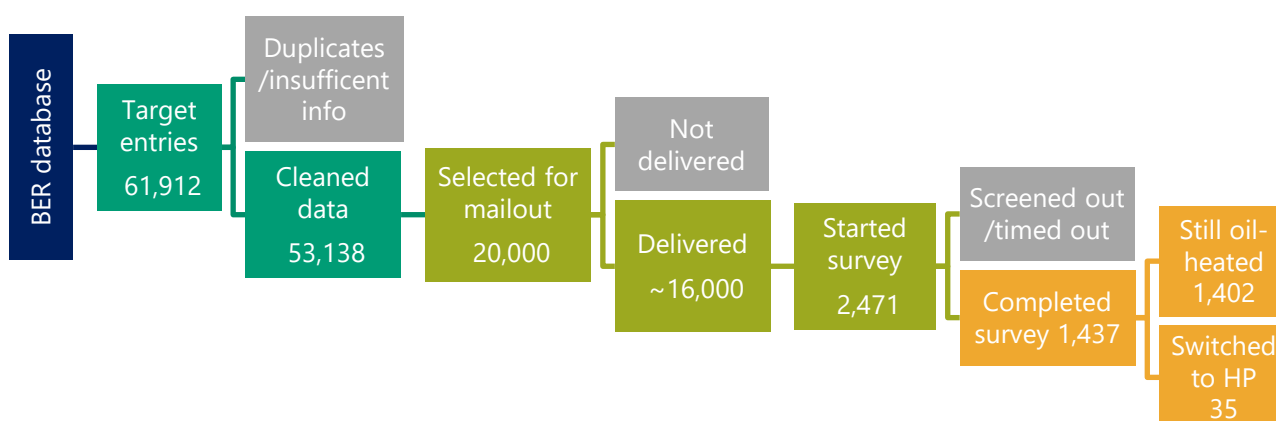 BER database
Target
entries
61,912
Duplicates
/insufficent
info
Cleaned
data
53,138
Selected for
mailout
20,000
Not
delivered
Delivered
~16,000
Started
survey
2,471
Screened out
/timed out
Completed
survey 1,437
Still oil-
heated
1,402
Switched
to HP
35